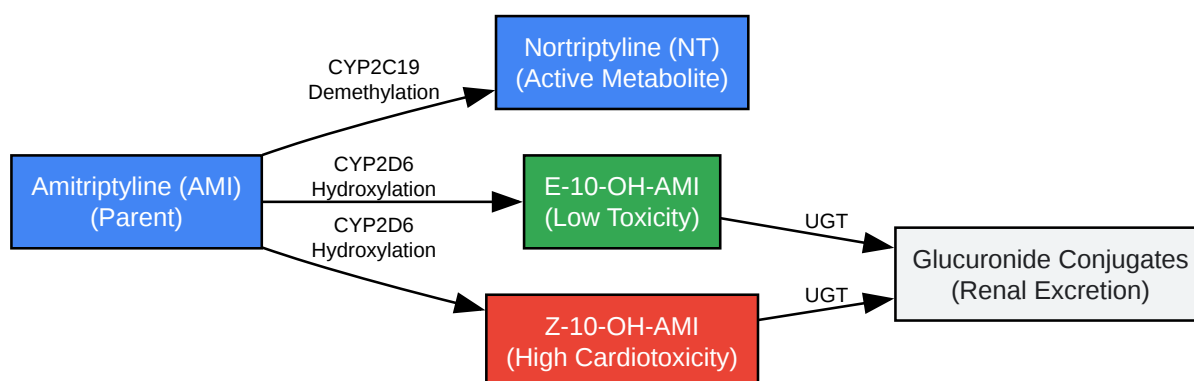 CYP2C19
Demethylation
Nortriptyline (NT)
(Active Metabolite)
Amitriptyline (AMI)
(Parent)
CYP2D6
Hydroxylation
CYP2D6
Hydroxylation
E-10-OH-AMI
(Low Toxicity)
UGT
Z-10-OH-AMI
(High Cardiotoxicity)
UGT
Glucuronide Conjugates
(Renal Excretion)